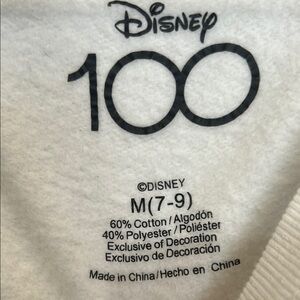 Disney
100
©DISNEY
M(7-9)
60% Cotton/Algodón
40% Polyester/Poliéster
Exclusive of Decoration
Exclusivo de Decoración
Made in China/Hecho en China